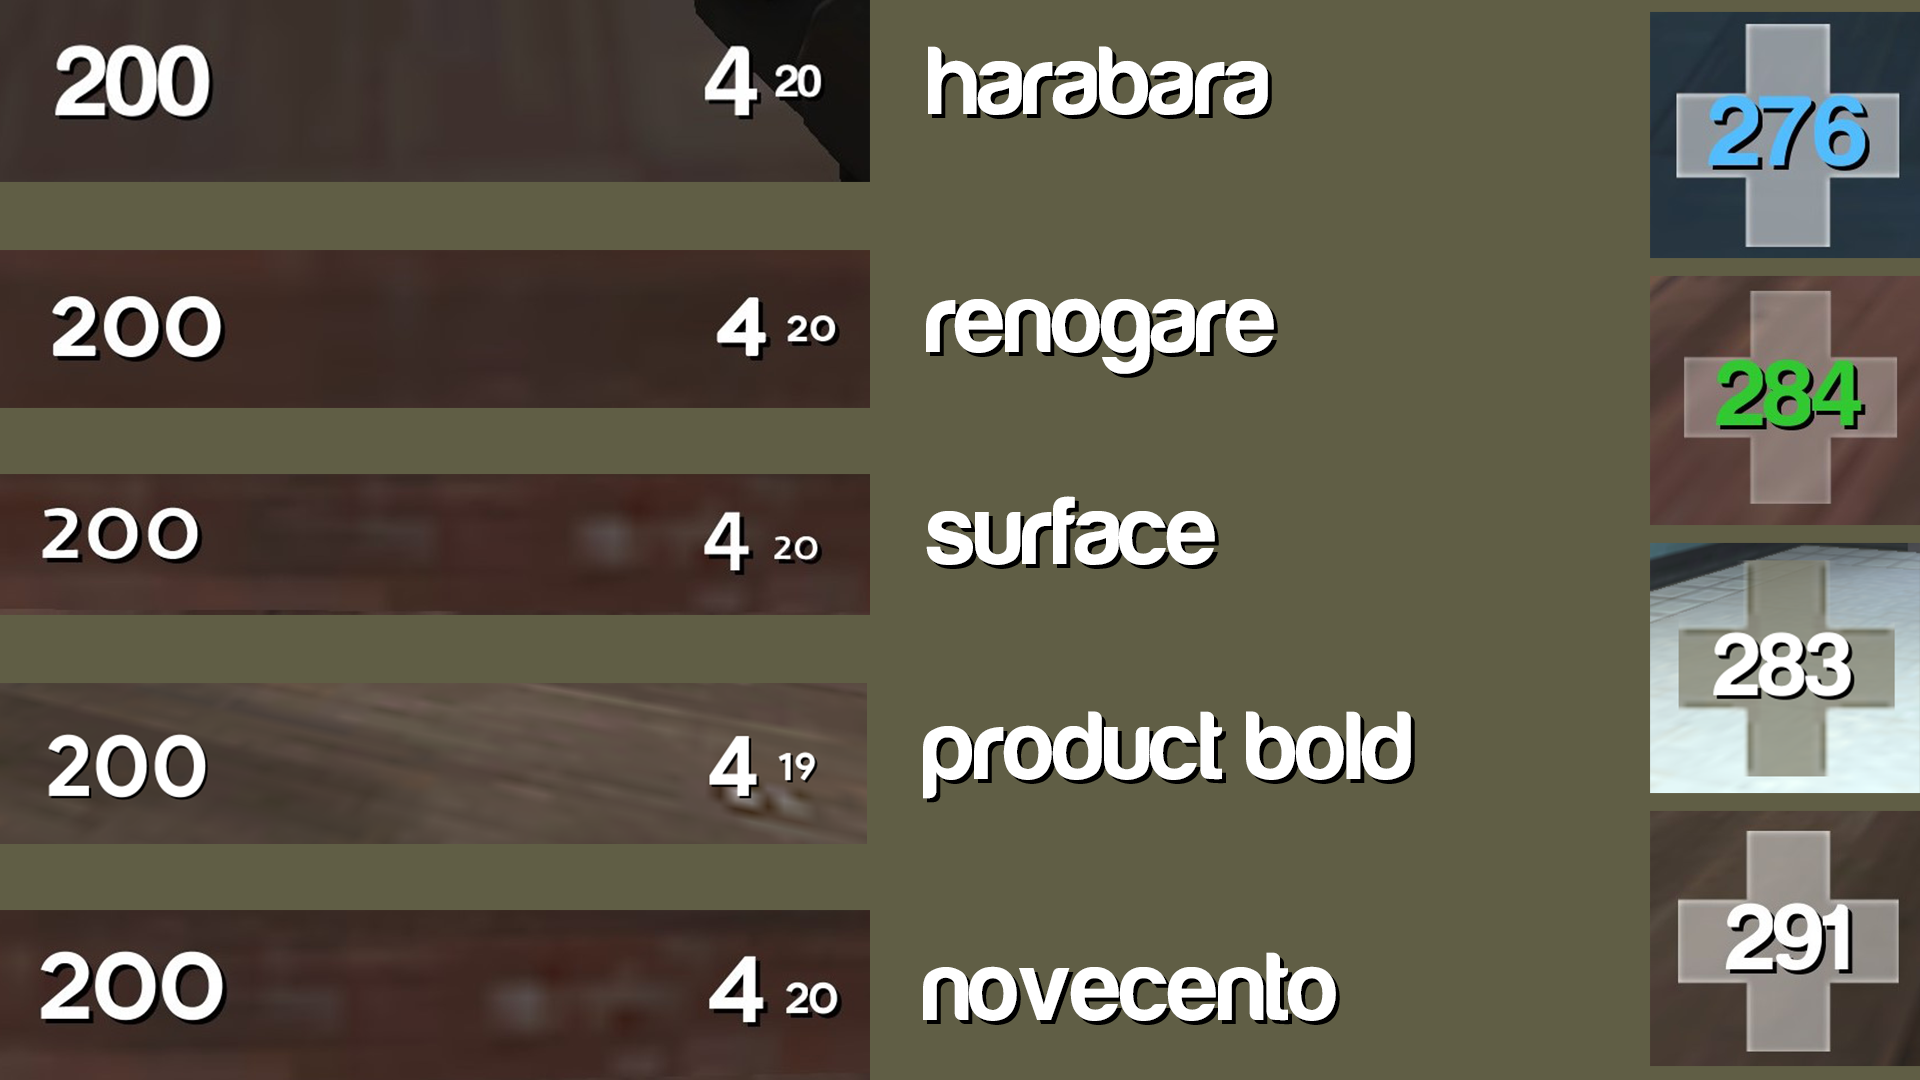 200 4 20 harabara 276
200 4 20 renogare 284
200 4 20 surface 283
200 4 19 product bold
200 4 20 novecento 291